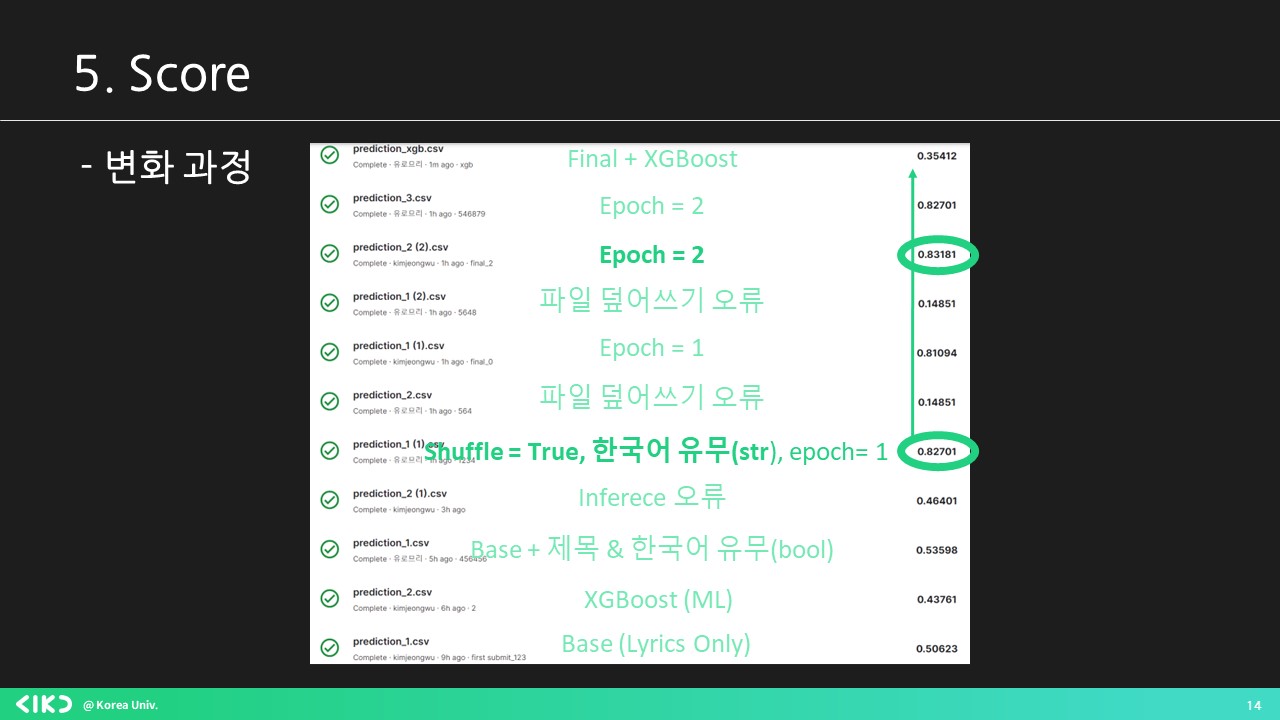 5. Score
- 변화 과정
prediction_xgb.csv
Complete · 유로므리 · 1m ago · xgb
Final + XGBoost
0.35412
prediction_3.csv
Complete · 유로므리 · 1h ago · 546879
Epoch = 2
0.82701
prediction_2 (2).csv
Complete · kimjeongwu · 1h ago · final_2
Epoch = 2
0.83181
prediction_1 (2).csv
Complete · 유로므리 · 1h ago · 5648
파일 덮어쓰기 오류
0.14851
prediction_1 (1).csv
Complete · kimjeongwu · 1h ago · final_0
Epoch = 1
0.81094
prediction_2.csv
Complete · 유로므리 · 1h ago · 564
파일 덮어쓰기 오류
0.14851
prediction_1 (1).csv
Complete · 유로므리 · 1h ago · 1234
Shuffle = True, 한국어 유무(str), epoch= 1
0.82701
prediction_2 (1).csv
Complete · kimjeongwu · 3h ago
Inferece 오류
0.46401
prediction_1.csv
Complete · 유로므리 · 5h ago · 456456
Base + 제목 & 한국어 유무(bool)
0.53598
prediction_2.csv
Complete · kimjeongwu · 6h ago · 2
XGBoost (ML)
0.43761
prediction_1.csv
Complete · kimjeongwu · 9h ago · first submit_123
Base (Lyrics Only)
0.50623
@ Korea Univ.
14